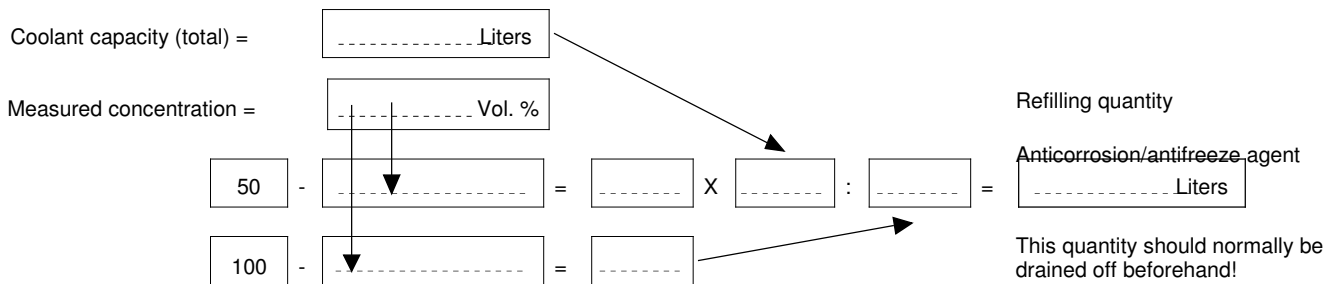 Coolant capacity (total) = Liters
Measured concentration = Vol. %
Refilling quantity
Anticorrosion/antifreeze agent
50 - = X : = Liters
100 - =
This quantity should normally be
drained off beforehand!